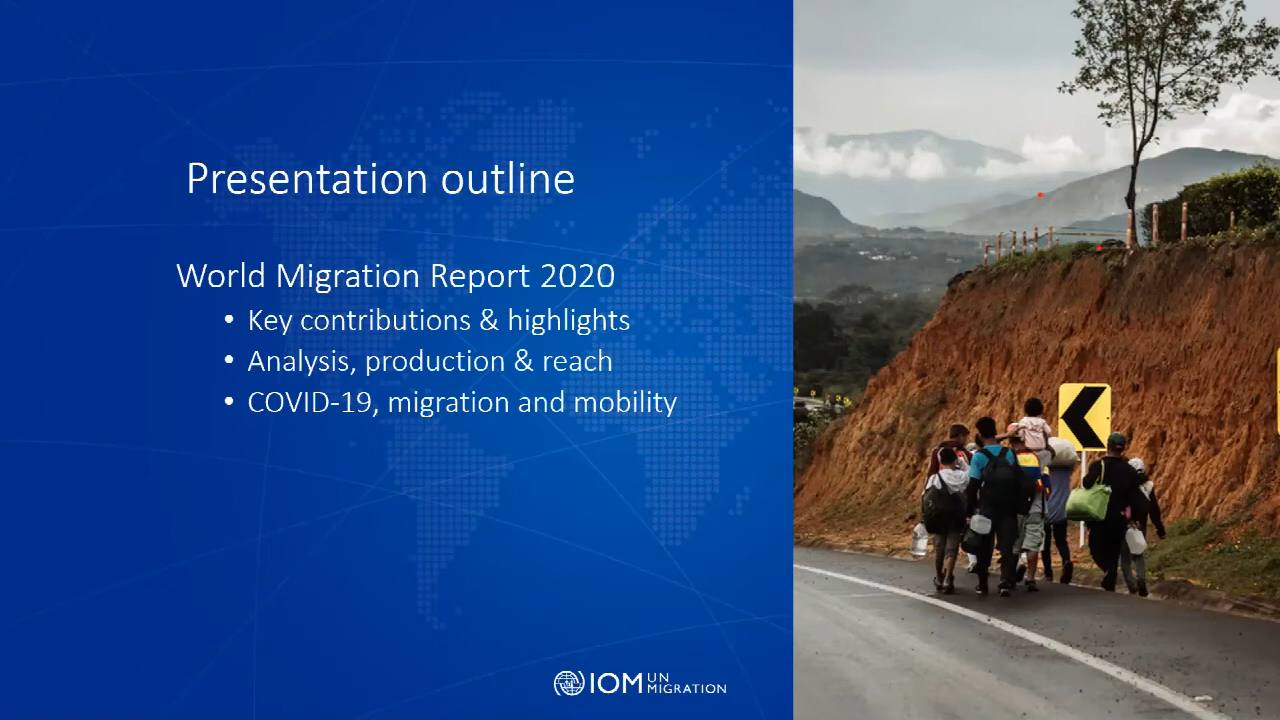 Presentation outline
World Migration Report 2020
• Key contributions & highlights
• Analysis, production & reach
• COVID-19, migration and mobility
IOM UN MIGRATION